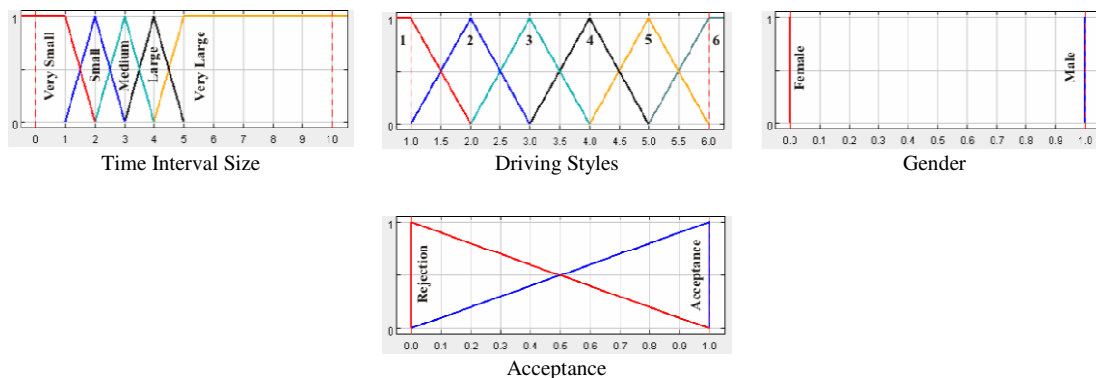 1
Very Small
Small
Medium
Large
Very Large
0
0 1 2 3 4 5 6 7 8 9 10
Time Interval Size
1
1 2 3 4 5 6
0
1.0 1.5 2.0 2.5 3.0 3.5 4.0 4.5 5.0 5.5 6.0
Driving Styles
1
Female
Male
0
0.0 0.1 0.2 0.3 0.4 0.5 0.6 0.7 0.8 0.9 1.0
Gender
1
Rejection
Acceptance
0
0.0 0.1 0.2 0.3 0.4 0.5 0.6 0.7 0.8 0.9 1.0
Acceptance